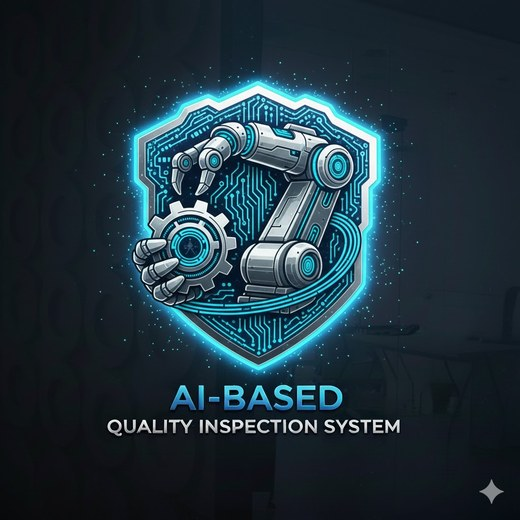 AI-BASED
QUALITY INSPECTION SYSTEM